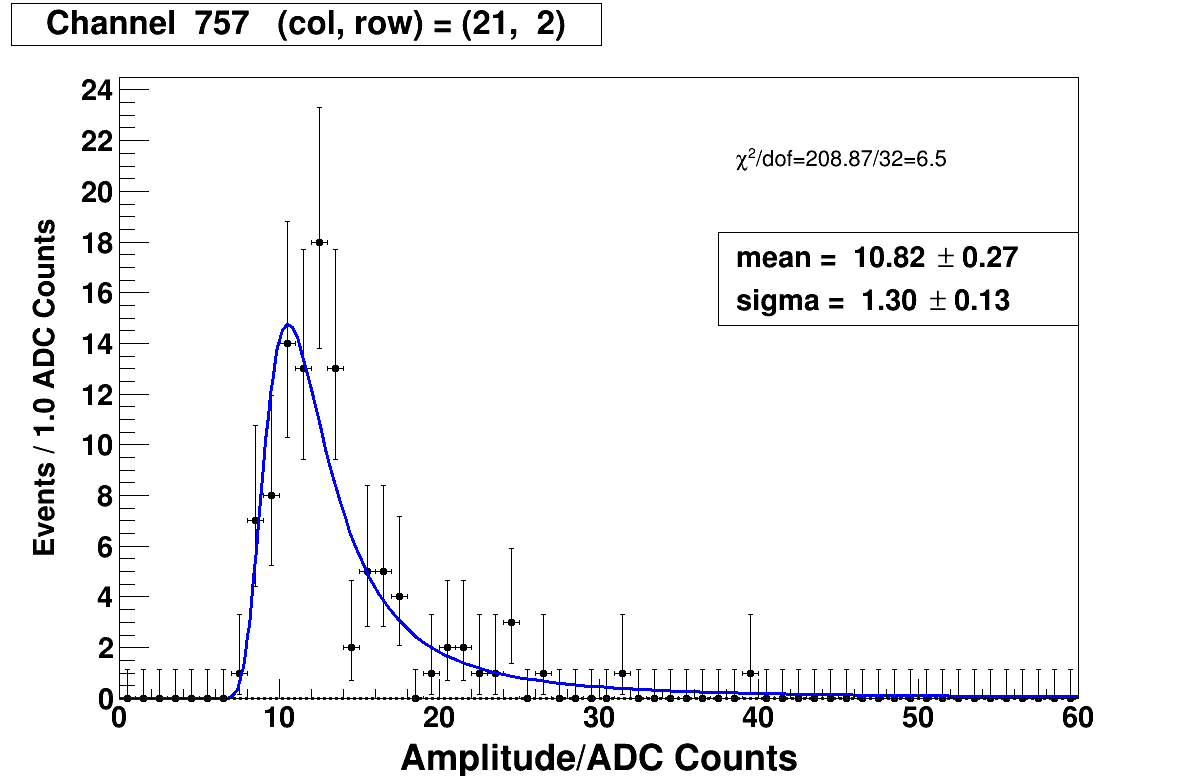 Channel 757 (col, row) = (21, 2)
24
22
20
18
16
14
12
10
8
6
4
2
0
Events / 1.0 ADC Counts
χ²/dof=208.87/32=6.5
mean = 10.82 ± 0.27
sigma = 1.30 ± 0.13
0 10 20 30 40 50 60
Amplitude/ADC Counts